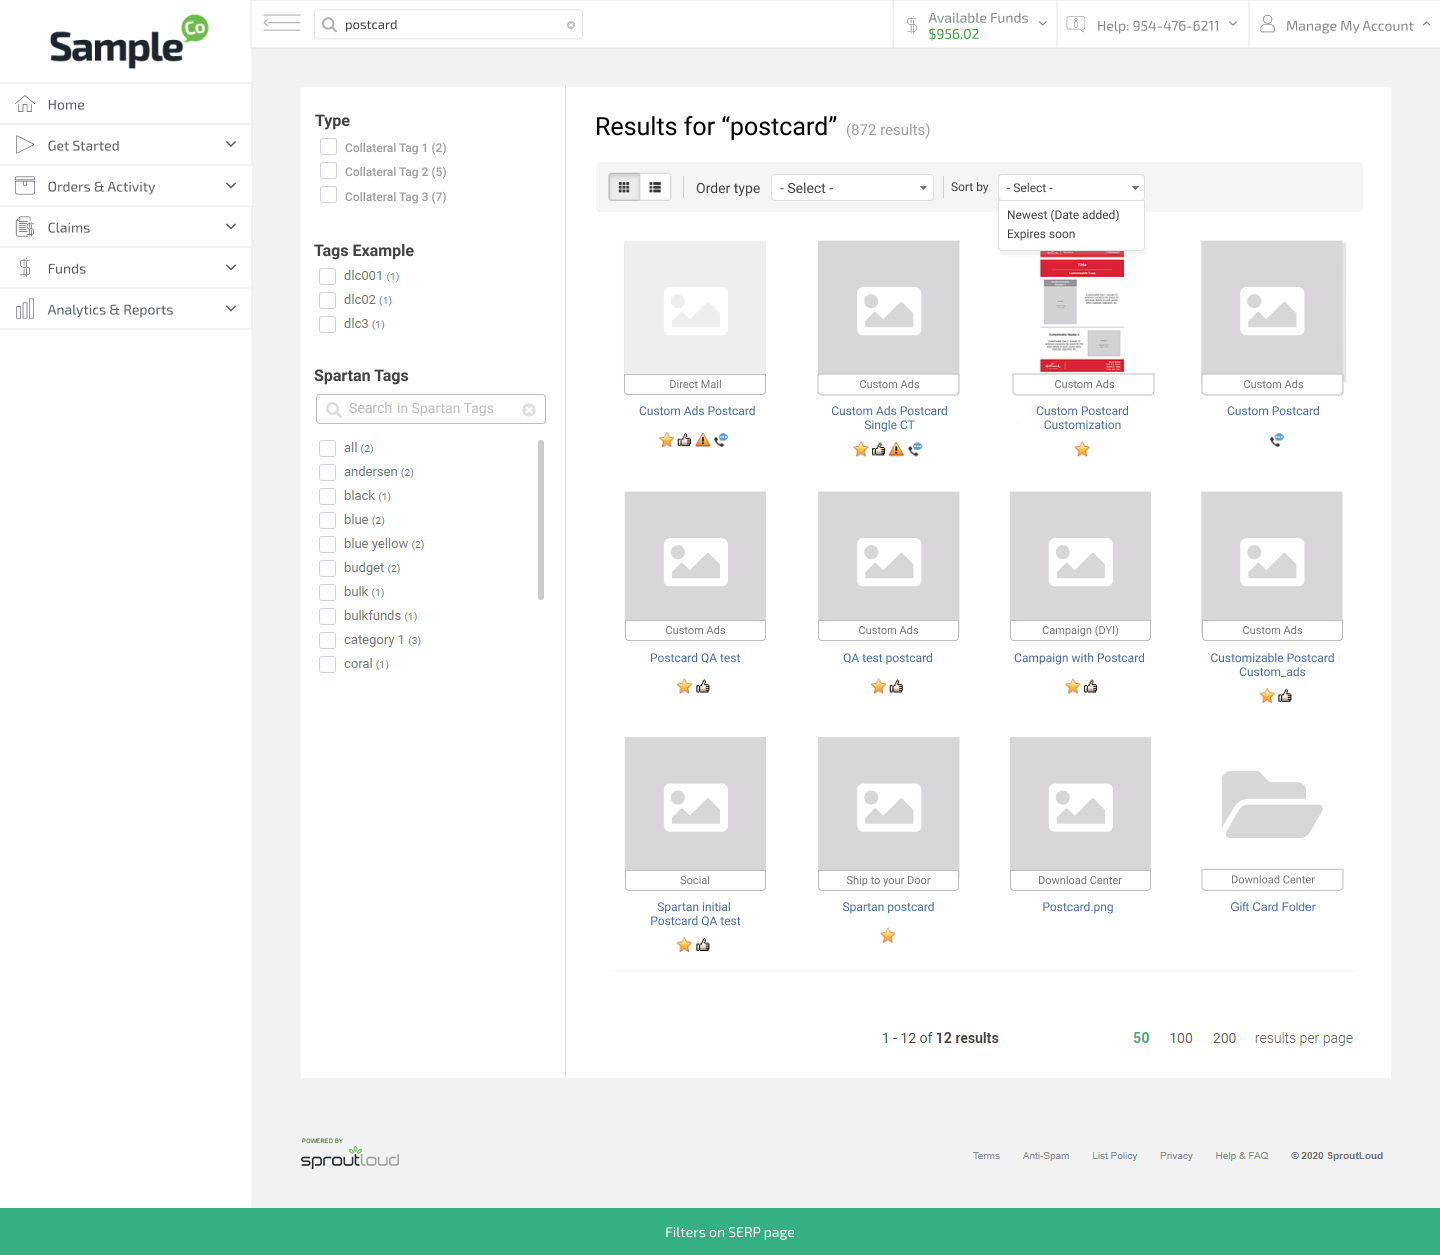 Sample Co
postcard
Available Funds
$956.02
Help: 954-476-6211
Manage My Account
Home
Get Started
Orders & Activity
Claims
Funds
Analytics & Reports
Type
Collateral Tag 1 (2)
Collateral Tag 2 (5)
Collateral Tag 3 (7)
Tags Example
dlc001 (1)
dlc02 (1)
dlc3 (1)
Spartan Tags
Search in Spartan Tags
all (2)
andersen (2)
black (1)
blue (2)
blue yellow (2)
budget (2)
bulk (1)
bulkfunds (1)
category 1 (3)
coral (1)
Results for “postcard” (872 results)
Order type
- Select -
Sort by
- Select -
Newest (Date added)
Expires soon
Title
Direct Mail
Custom Ads
Custom Ads
Custom Ads
Custom Ads Postcard
Custom Ads Postcard
Single CT
Custom Postcard
Customization
Custom Postcard
Custom Ads
Custom Ads
Campaign (DYI)
Custom Ads
Postcard QA test
QA test postcard
Campaign with Postcard
Customizable Postcard
Custom_ads
Social
Ship to your Door
Download Center
Download Center
Spartan initial
Postcard QA test
Spartan postcard
Postcard.png
Gift Card Folder
1 - 12 of 12 results
50 100 200 results per page
POWERED BY
sproutloud
Terms Anti-Spam List Policy Privacy Help & FAQ © 2020 SproutLoud
Filters on SERP page